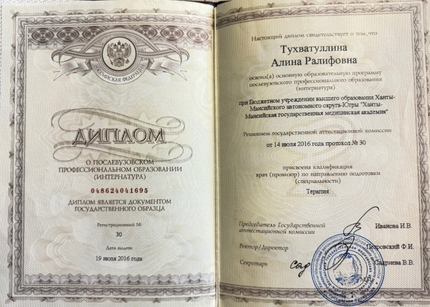 РОССИЙСКАЯ ФЕДЕРАЦИЯ
ДИПЛОМ
О ПОСЛЕВУЗОВСКОМ
ПРОФЕССИОНАЛЬНОМ ОБРАЗОВАНИИ
(ИНТЕРНАТУРА)
048624041695
ДИПЛОМ ЯВЛЯЕТСЯ ДОКУМЕНТОМ
ГОСУДАРСТВЕННОГО ОБРАЗЦА
Регистрационный №
30
Дата выдачи
19 июля 2016 года
Настоящий диплом свидетельствует о том, что
Тухватуллина
Алина Ралифовна
освоил(а) основную образовательную программу
послевузовского профессионального образования
(интернатура)
при Бюджетном учреждении высшего образования Ханты-
Мансийского автономного округа-Югры "Ханты-
Мансийская государственная медицинская академия"
Решением государственной аттестационной комиссии
от 14 июля 2016 года протокол № 30
присвоена квалификация
врач (провизор) по направлению подготовки
(специальности)
Терапия
Председатель Государственной
аттестационной комиссии
Иванова И.В.
Ректор/Директор
Петровский Ф.И.
Секретарь
В.В.